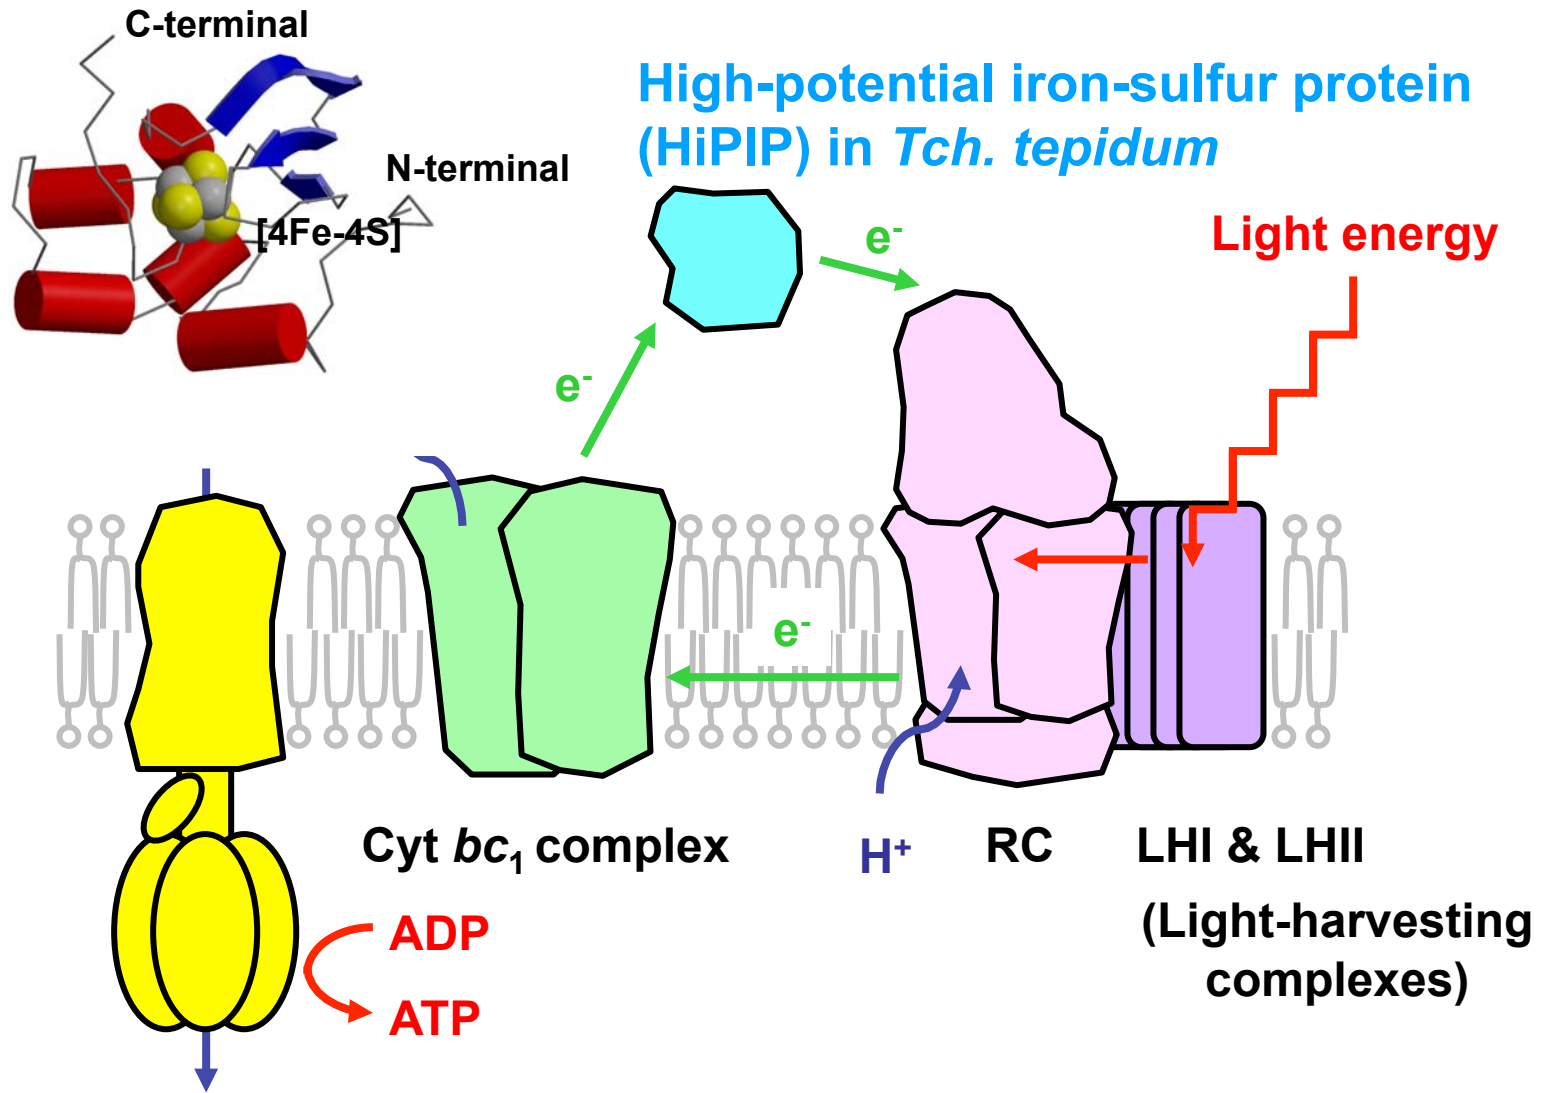 C-terminal
High-potential iron-sulfur protein
(HiPIP) in Tch. tepidum
N-terminal
[4Fe-4S]
e-
Light energy
e-
e-
Cyt bc1 complex
H+
RC
LHI & LHII
(Light-harvesting
complexes)
ADP
ATP